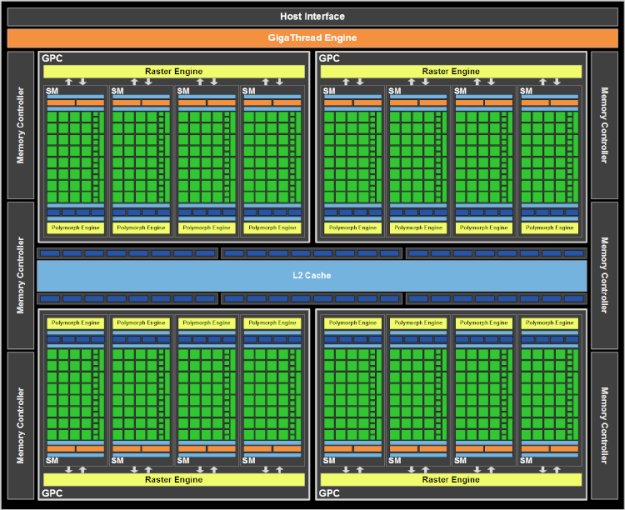 Host Interface
GigaThread Engine
GPC
GPC
Raster Engine
Raster Engine
SM
SM
SM
SM
SM
SM
SM
SM
Memory Controller
Memory Controller
Polymorph Engine
Polymorph Engine
Polymorph Engine
Polymorph Engine
Polymorph Engine
Polymorph Engine
Polymorph Engine
Polymorph Engine
Memory Controller
L2 Cache
Memory Controller
Polymorph Engine
Polymorph Engine
Polymorph Engine
Polymorph Engine
Polymorph Engine
Polymorph Engine
Polymorph Engine
Polymorph Engine
Memory Controller
Memory Controller
SM
SM
SM
SM
SM
SM
SM
SM
Raster Engine
Raster Engine
GPC
GPC